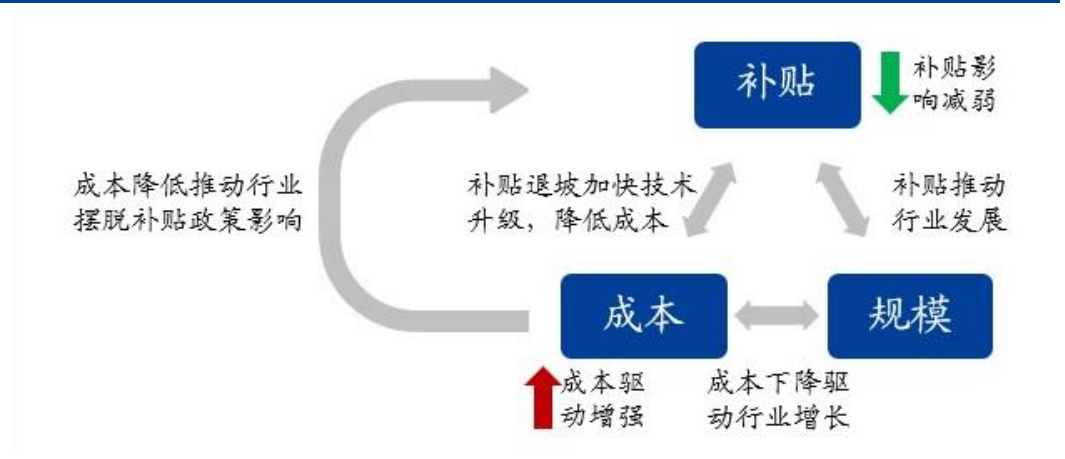 补贴
补贴影
响减弱
成本降低推动行业
摆脱补贴政策影响
补贴退坡加快技术
升级，降低成本
补贴推动
行业发展
成本
规模
成本驱
动增强
成本下降驱
动行业增长